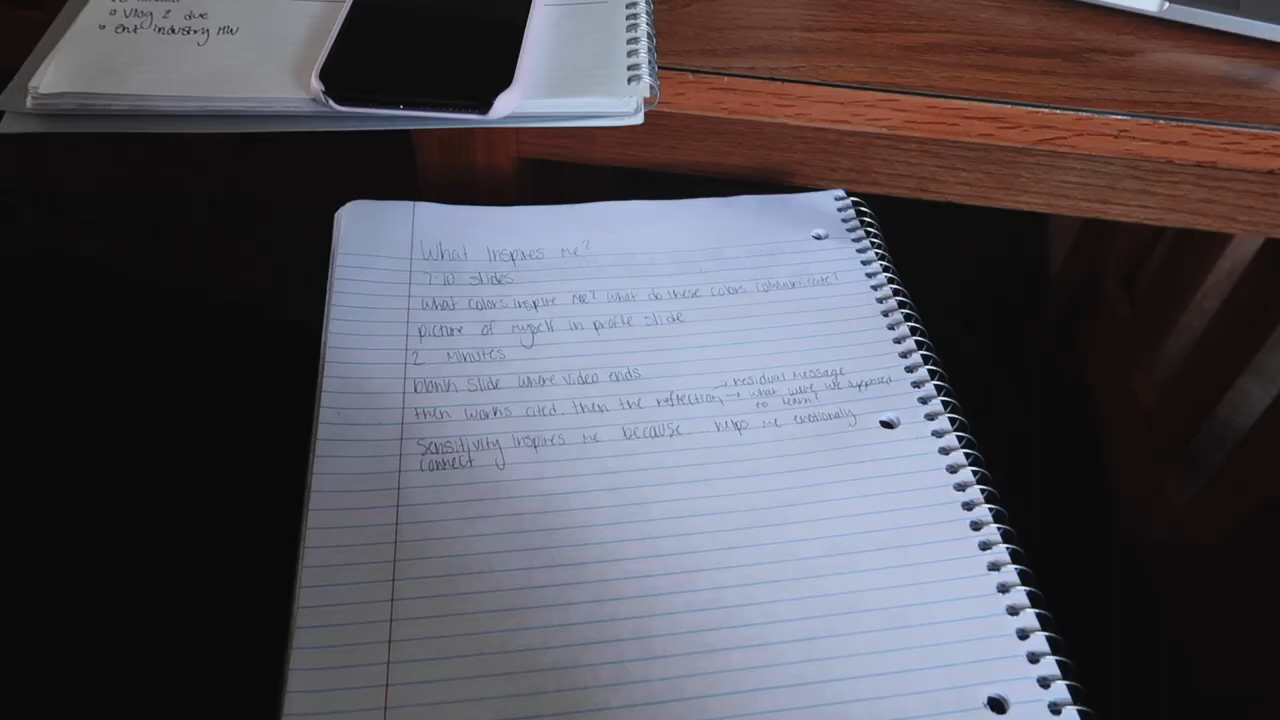 o Vlog 2 due
o ent industry HW
What Inspires me?
7-10 slides
What colors inspire me? What do these colors communicate?
picture of myself in profile slide
2 minutes
blank slide where video ends
then works cited. then the reflection → residual message
→ what were we supposed
to learn?
Sensitivity inspires me because. helps me emotionally
connect